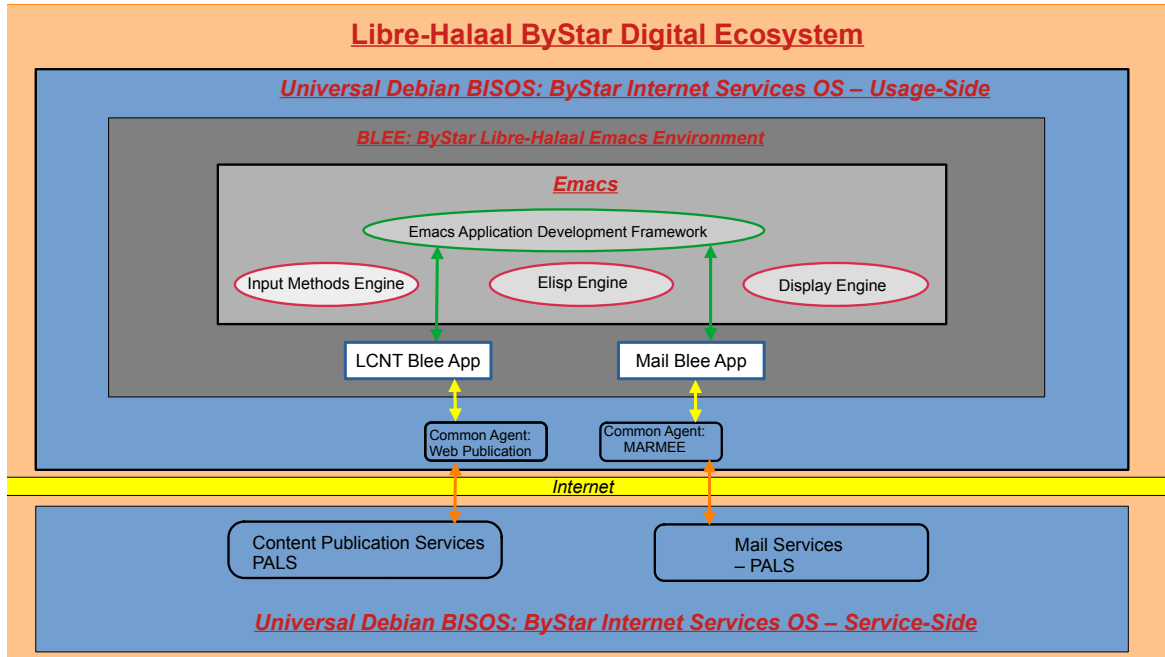 Libre-Halaal ByStar Digital Ecosystem
Universal Debian BISOS: ByStar Internet Services OS – Usage-Side
BLEE: ByStar Libre-Halaal Emacs Environment
Emacs
Emacs Application Development Framework
Input Methods Engine
Elisp Engine
Display Engine
LCNT Blee App
Mail Blee App
Common Agent:
Web Publication
Common Agent:
MARMEE
Internet
Content Publication Services
PALS
Mail Services
– PALS
Universal Debian BISOS: ByStar Internet Services OS – Service-Side